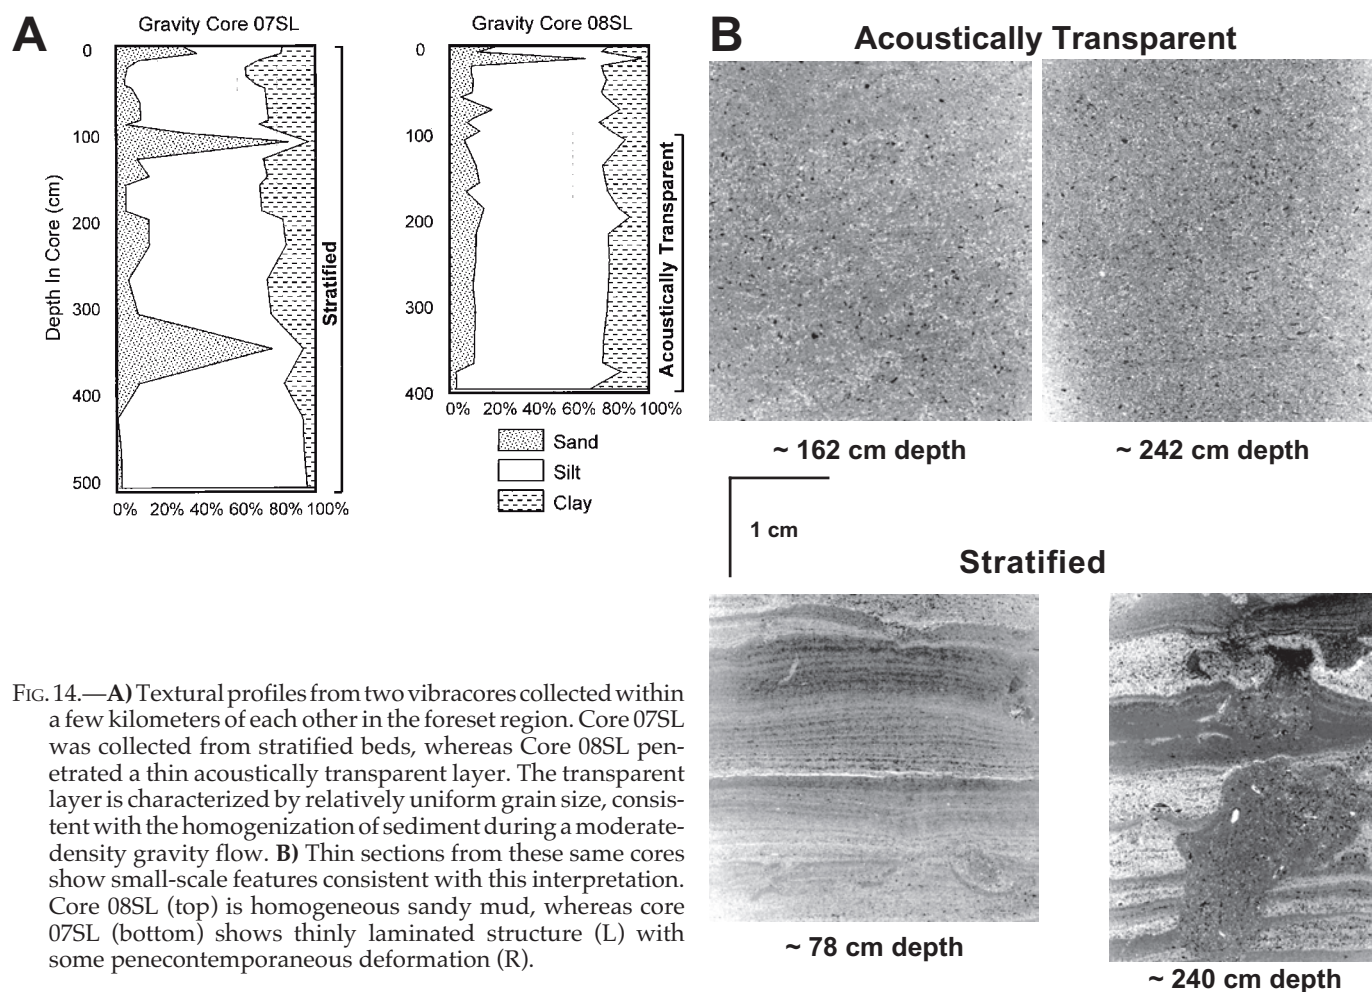 A
Gravity Core 07SL
0
100
200
300
400
500
Depth In Core (cm)
Stratified
0% 20% 40% 60% 80% 100%
Gravity Core 08SL
0
100
200
300
400
Acoustically Transparent
0% 20% 40% 60% 80% 100%
Sand
Silt
Clay
B
Acoustically Transparent
~ 162 cm depth
~ 242 cm depth
1 cm
Stratified
~ 78 cm depth
~ 240 cm depth
FIG. 14.—A) Textural profiles from two vibracores collected within
a few kilometers of each other in the foreset region. Core 07SL
was collected from stratified beds, whereas Core 08SL pen-
etrated a thin acoustically transparent layer. The transparent
layer is characterized by relatively uniform grain size, consis-
tent with the homogenization of sediment during a moderate-
density gravity flow. B) Thin sections from these same cores
show small-scale features consistent with this interpretation.
Core 08SL (top) is homogeneous sandy mud, whereas core
07SL (bottom) shows thinly laminated structure (L) with
some penecontemporaneous deformation (R).